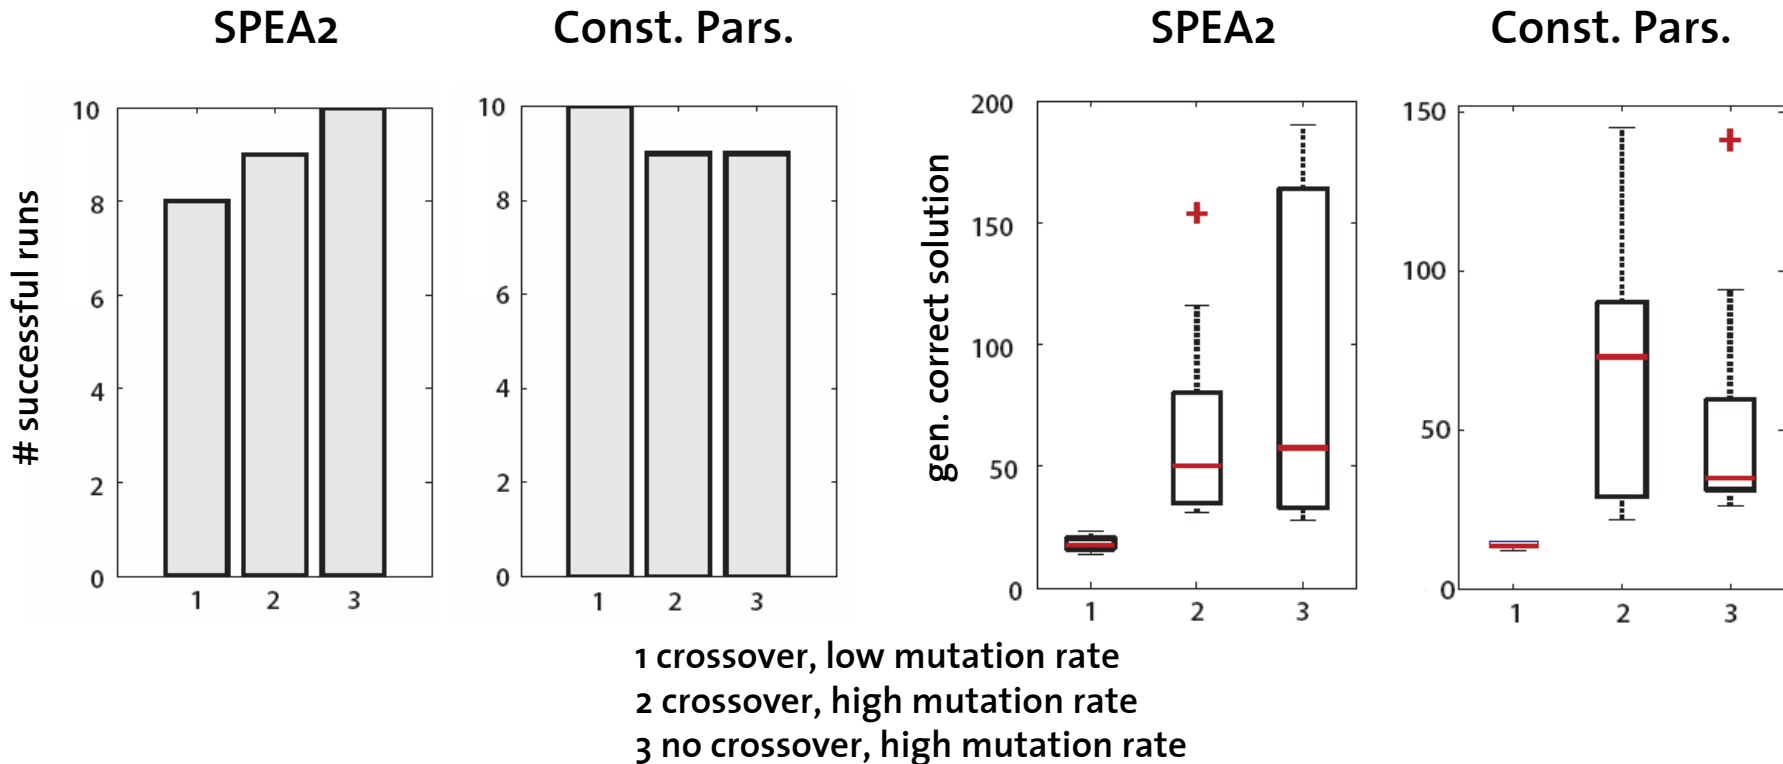 SPEA2
Const. Pars.
SPEA2
Const. Pars.
# successful runs
10
8
6
4
2
0
1 2 3
10
8
6
4
2
0
1 2 3
gen. correct solution
200
150
100
50
0
1 2 3
150
100
50
0
1 2 3
1 crossover, low mutation rate
2 crossover, high mutation rate
3 no crossover, high mutation rate